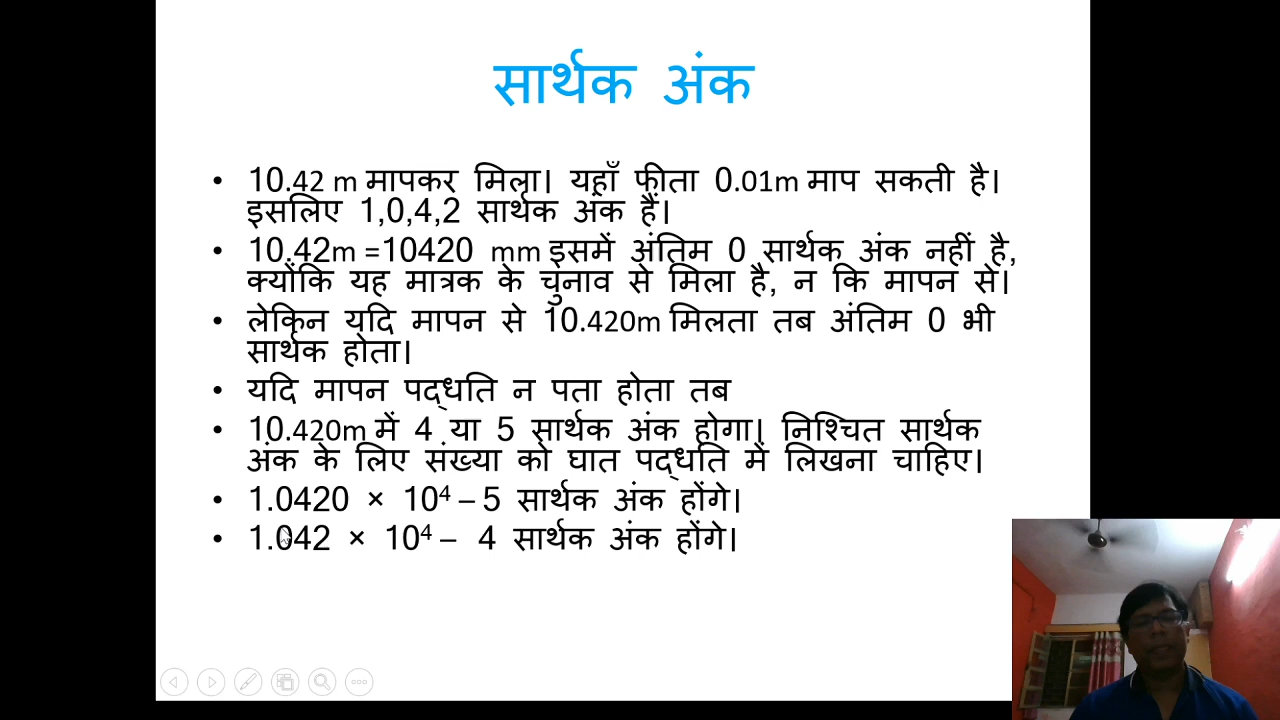 सार्थक अंक
• 10.42 m मापकर मिला। यहाँ फ़ीता 0.01m माप सकती है।
इसलिए 1,0,4,2 सार्थक अंक हैं।
• 10.42m =10420 mm इसमें अंतिम 0 सार्थक अंक नहीं है,
क्योंकि यह मात्रक के चुनाव से मिला है, न कि मापन से।
• लेकिन यदि मापन से 10.420m मिलता तब अंतिम 0 भी
सार्थक होता।
• यदि मापन पद्धति न पता होता तब
• 10.420m में 4 या 5 सार्थक अंक होगा। निश्चित सार्थक
अंक के लिए संख्या को घात पद्धति में लिखना चाहिए।
• 1.0420 × 10⁴ – 5 सार्थक अंक होंगे।
• 1.042 × 10⁴ – 4 सार्थक अंक होंगे।